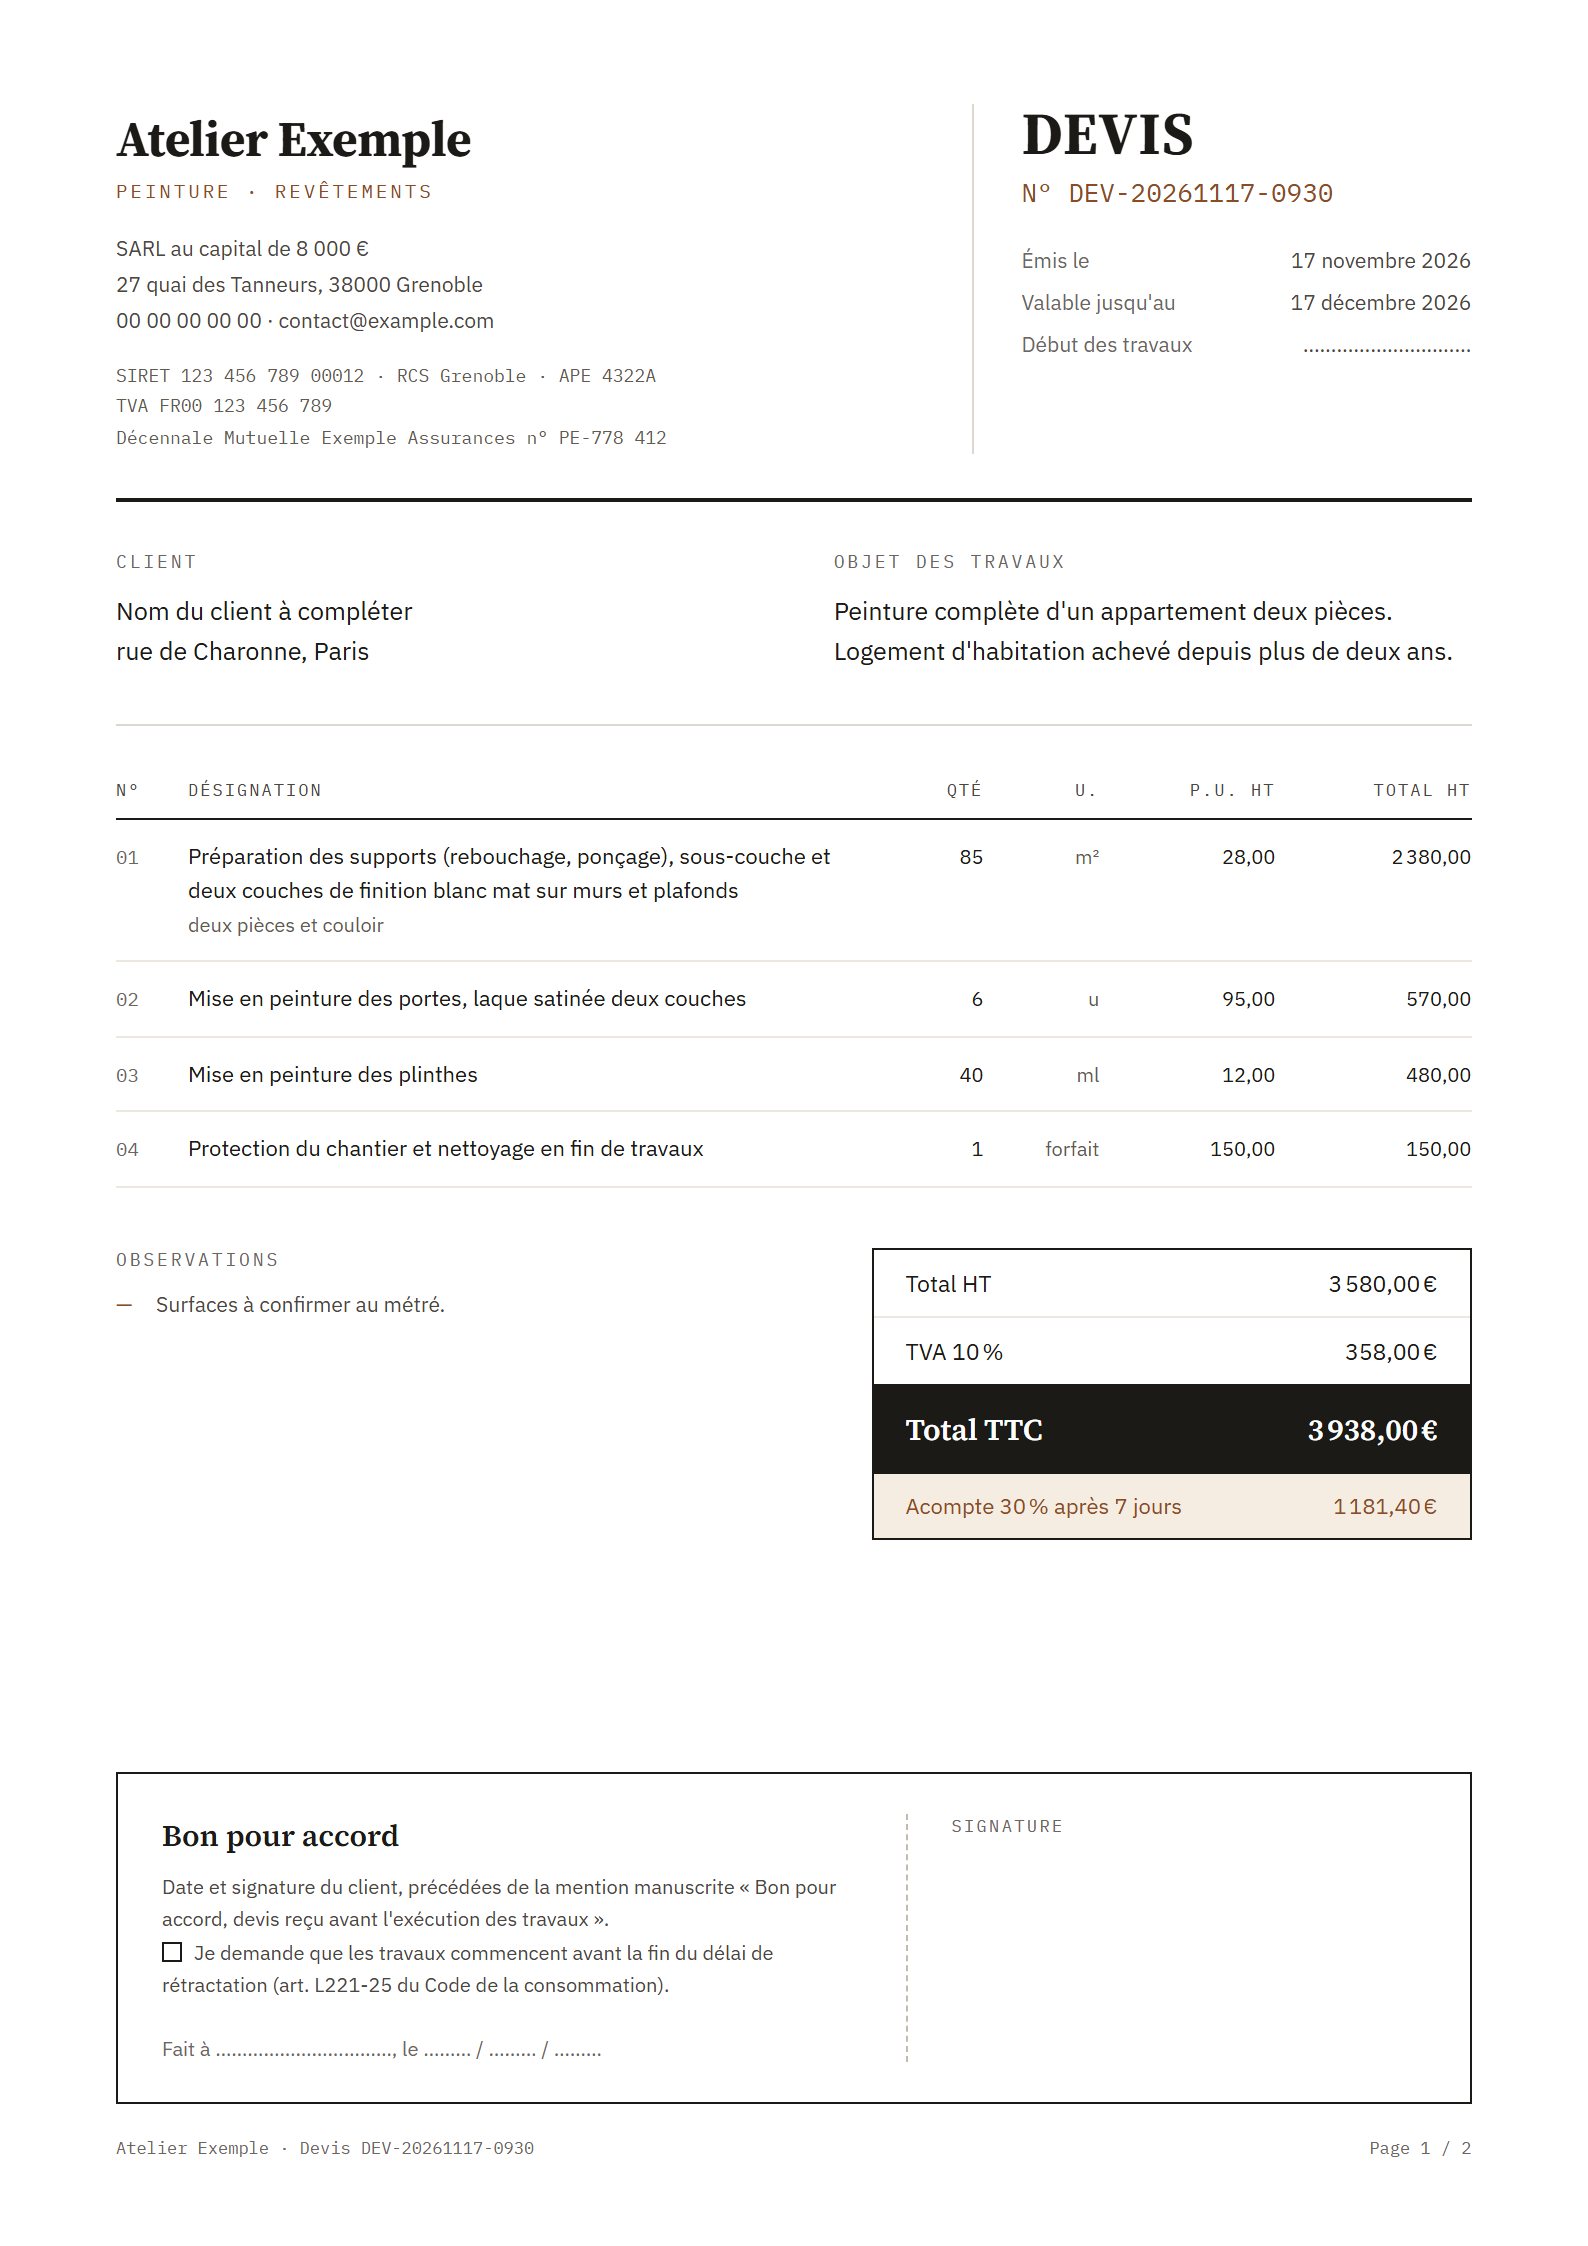 Atelier Exemple
PEINTURE · REVÊTEMENTS
SARL au capital de 8 000 €
27 quai des Tanneurs, 38000 Grenoble
00 00 00 00 00 · contact@example.com
SIRET 123 456 789 00012 · RCS Grenoble · APE 4322A
TVA FR00 123 456 789
Décennale Mutuelle Exemple Assurances n° PE-778 412
DEVIS
N° DEV-20261117-0930
Émis le 17 novembre 2026
Valable jusqu'au 17 décembre 2026
Début des travaux ..............................
CLIENT
Nom du client à compléter
rue de Charonne, Paris
OBJET DES TRAVAUX
Peinture complète d'un appartement deux pièces.
Logement d'habitation achevé depuis plus de deux ans.
N° DÉSIGNATION QTÉ U. P.U. HT TOTAL HT
01 Préparation des supports (rebouchage, ponçage), sous-couche et 85 m² 28,00 2 380,00
deux couches de finition blanc mat sur murs et plafonds
deux pièces et couloir
02 Mise en peinture des portes, laque satinée deux couches 6 u 95,00 570,00
03 Mise en peinture des plinthes 40 ml 12,00 480,00
04 Protection du chantier et nettoyage en fin de travaux 1 forfait 150,00 150,00
OBSERVATIONS
— Surfaces à confirmer au métré.
Total HT 3 580,00 €
TVA 10 % 358,00 €
Total TTC 3 938,00 €
Acompte 30 % après 7 jours 1 181,40 €
Bon pour accord
Date et signature du client, précédées de la mention manuscrite « Bon pour
accord, devis reçu avant l'exécution des travaux ».
☐ Je demande que les travaux commencent avant la fin du délai de
rétractation (art. L221-25 du Code de la consommation).
Fait à ................................., le ......... / ......... / .........
SIGNATURE
Atelier Exemple · Devis DEV-20261117-0930
Page 1 / 2